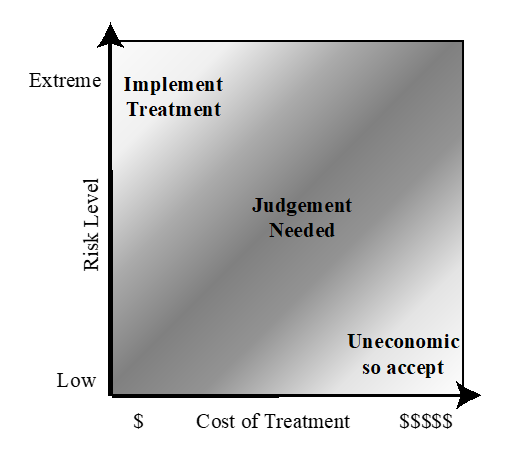 Extreme
Implement
Treatment
Risk Level
Judgement
Needed
Uneconomic
so accept
Low
$ Cost of Treatment $$$$$